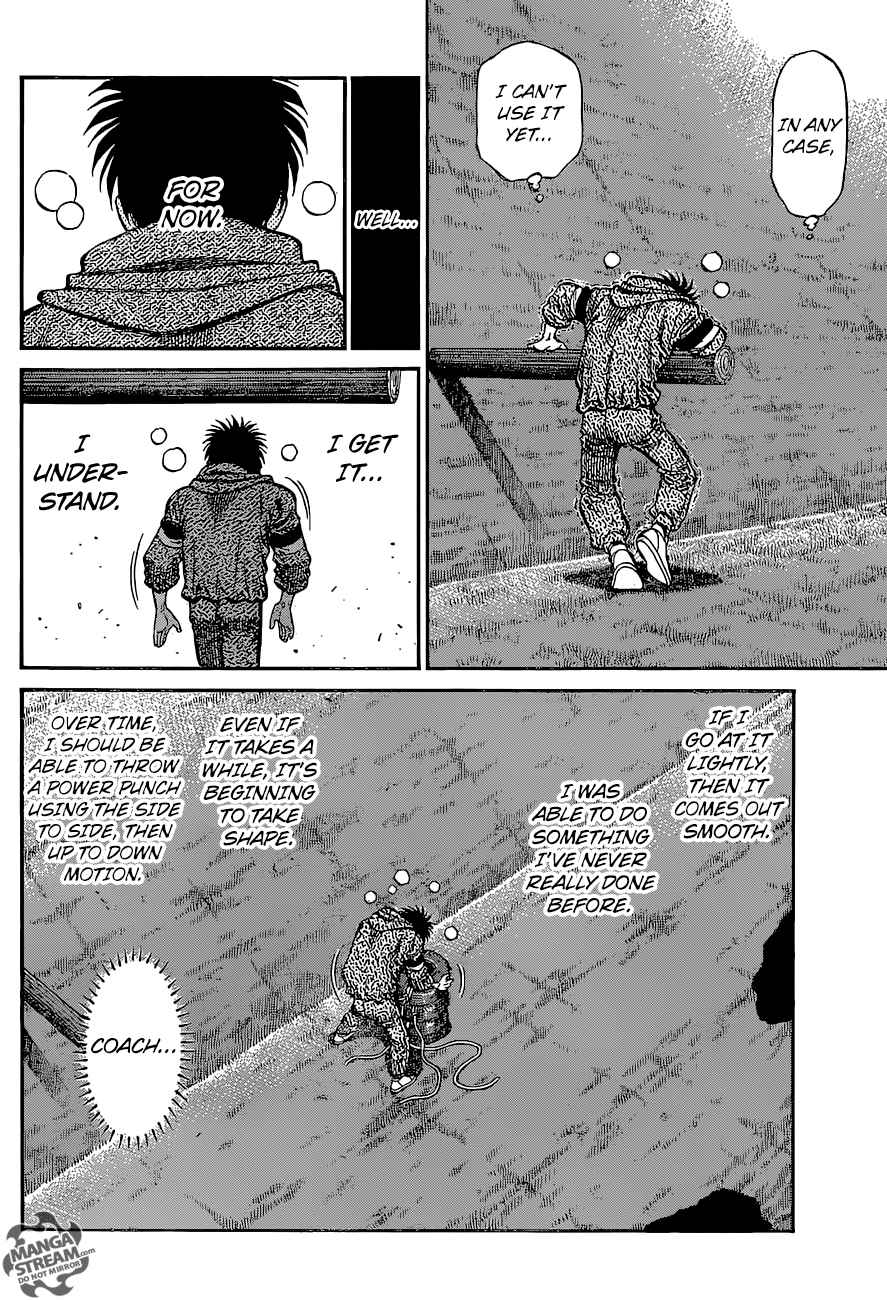 IN ANY
CASE,
I CAN'T
USE IT
YET...
WELL...
FOR
NOW.
I GET
IT...
I
UNDER-
STAND.
IF I
GO AT IT
LIGHTLY,
THEN IT
COMES OUT
SMOOTH.
I WAS
ABLE TO DO
SOMETHING
I'VE NEVER
REALLY DONE
BEFORE.
EVEN IF
IT TAKES A
WHILE, IT'S
BEGINNING
TO TAKE
SHAPE.
OVER TIME,
I SHOULD BE
ABLE TO THROW
A POWER PUNCH
USING THE SIDE
TO SIDE, THEN
UP TO DOWN
MOTION.
COACH...
MANGA
STREAM.com
DO NOT MIRROR!